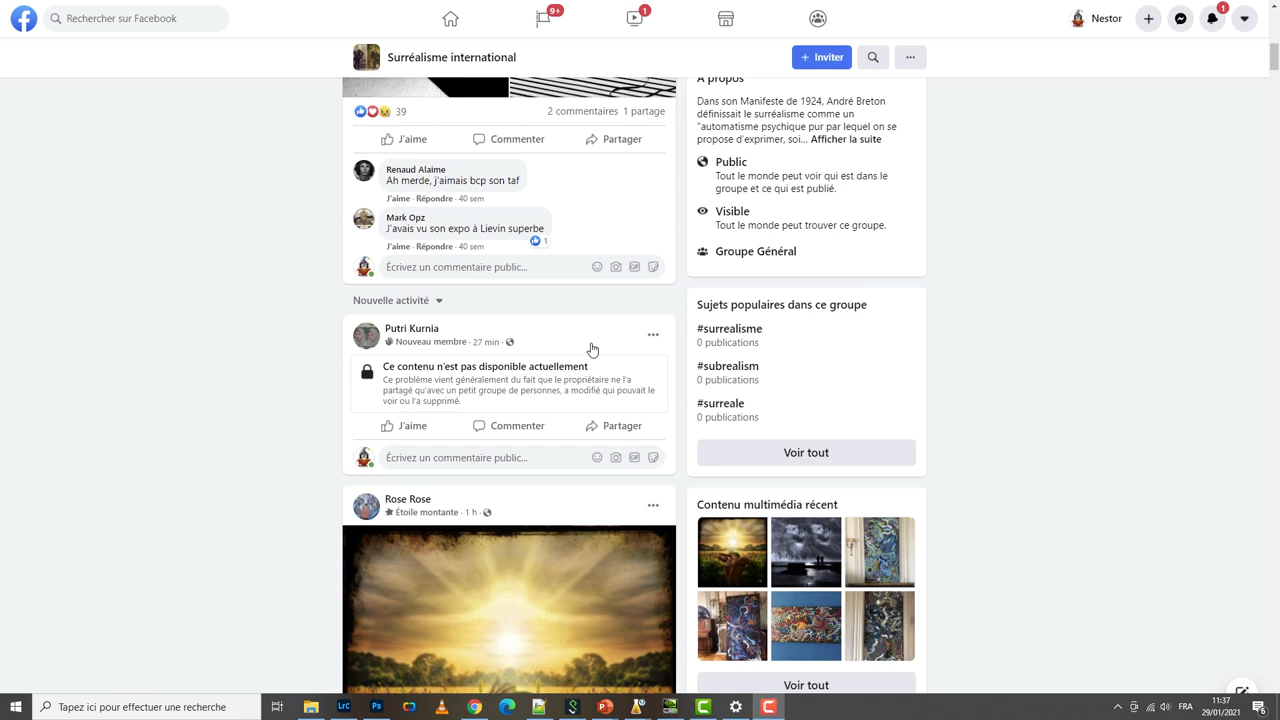 Rechercher sur Facebook
9+
1
Nestor
1
Surréalisme international
+ Inviter
39
2 commentaires 1 partage
J'aime
Commenter
Partager
Renaud Alaime
Ah merde, j'aimais bcp son taf
J'aime · Répondre · 40 sem
Mark Opz
J'avais vu son expo à Lievin superbe
1
J'aime · Répondre · 40 sem
Écrivez un commentaire public...
GIF
Nouvelle activité
Putri Kurnia
Nouveau membre · 27 min ·
Ce contenu n'est pas disponible actuellement
Ce problème vient généralement du fait que le propriétaire ne l'a
partagé qu'avec un petit groupe de personnes, a modifié qui pouvait le
voir ou l'a supprimé.
J'aime
Commenter
Partager
Écrivez un commentaire public...
GIF
Rose Rose
Étoile montante · 1 h ·
À propos
Dans son Manifeste de 1924, André Breton
définissait le surréalisme comme un
"automatisme psychique pur par lequel on se
propose d'exprimer, soi... Afficher la suite
Public
Tout le monde peut voir qui est dans le
groupe et ce qui est publié.
Visible
Tout le monde peut trouver ce groupe.
Groupe Général
Sujets populaires dans ce groupe
#surrealisme
0 publications
#subrealism
0 publications
#surreale
0 publications
Voir tout
Contenu multimédia récent
Voir tout
Tapez ici pour effectuer une recherche
LrC
Ps
FRA
11:37
29/01/2021
6